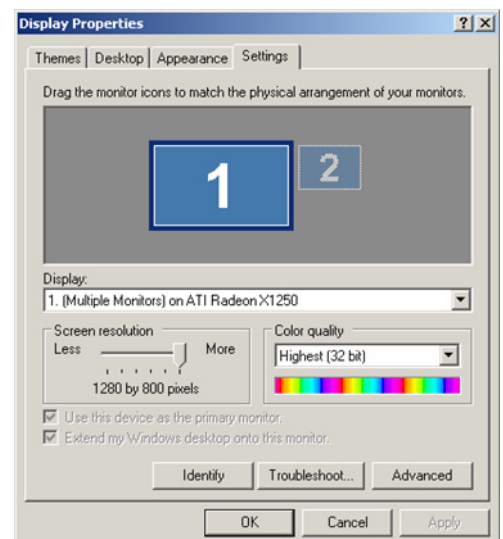 Display Properties
Themes Desktop Appearance Settings
Drag the monitor icons to match the physical arrangement of your monitors.
1 2
Display:
1. (Multiple Monitors) on ATI Radeon X1250
Screen resolution
Less More
1280 by 800 pixels
Color quality
Highest (32 bit)
Use this device as the primary monitor.
Extend my Windows desktop onto this monitor.
Identify Troubleshoot... Advanced
OK Cancel Apply